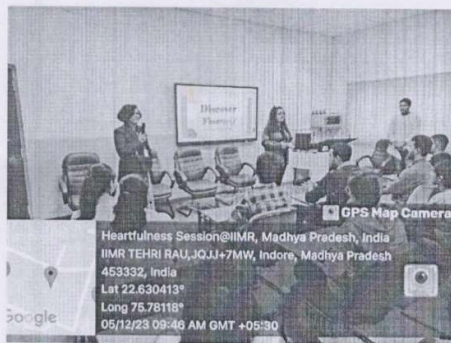 Discover
Yourself
GPS Map Camera
Heartfulness Session@IIMR, Madhya Pradesh, India
IIMR TEHRI RAU,JQJJ+7MW, Indore, Madhya Pradesh
453332, India
Lat 22.630413°
Long 75.78118°
05/12/23 09:46 AM GMT +05:30
Google